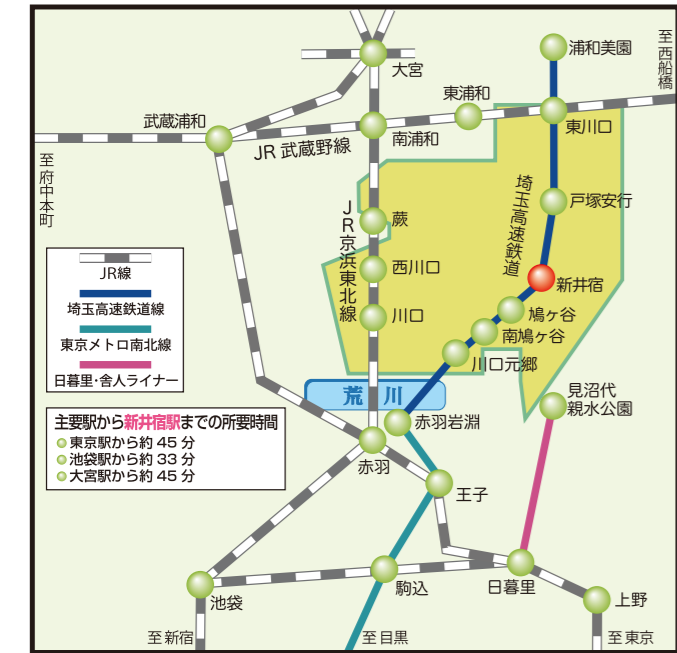 浦和美園
至西船橋
大宮
東浦和
武蔵浦和
JR武蔵野線
南浦和
東川口
至府中本町
埼玉高速鉄道
戸塚安行
JR京浜東北線
蕨
西川口
新井宿
川口
鳩ヶ谷
南鳩ヶ谷
川口元郷
JR線
埼玉高速鉄道線
東京メトロ南北線
日暮里・舎人ライナー
荒川
見沼代
親水公園
赤羽岩淵
主要駅から新井宿駅までの所要時間
東京駅から約45分
池袋駅から約33分
大宮駅から約45分
赤羽
王子
池袋
駒込
日暮里
上野
至新宿
至目黒
至東京